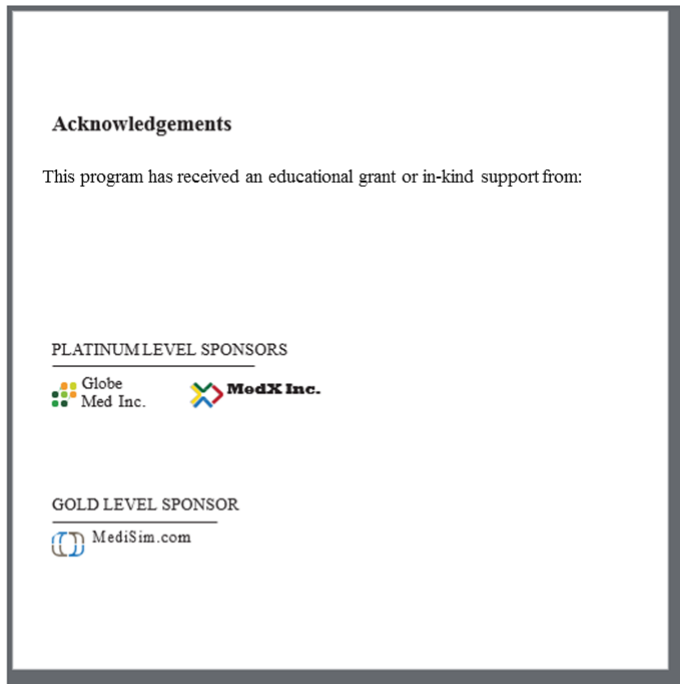 Acknowledgements
This program has received an educational grant or in-kind support from:
PLATINUM LEVEL SPONSORS
Globe
Med Inc.
MedX Inc.
GOLD LEVEL SPONSOR
MediSim.com